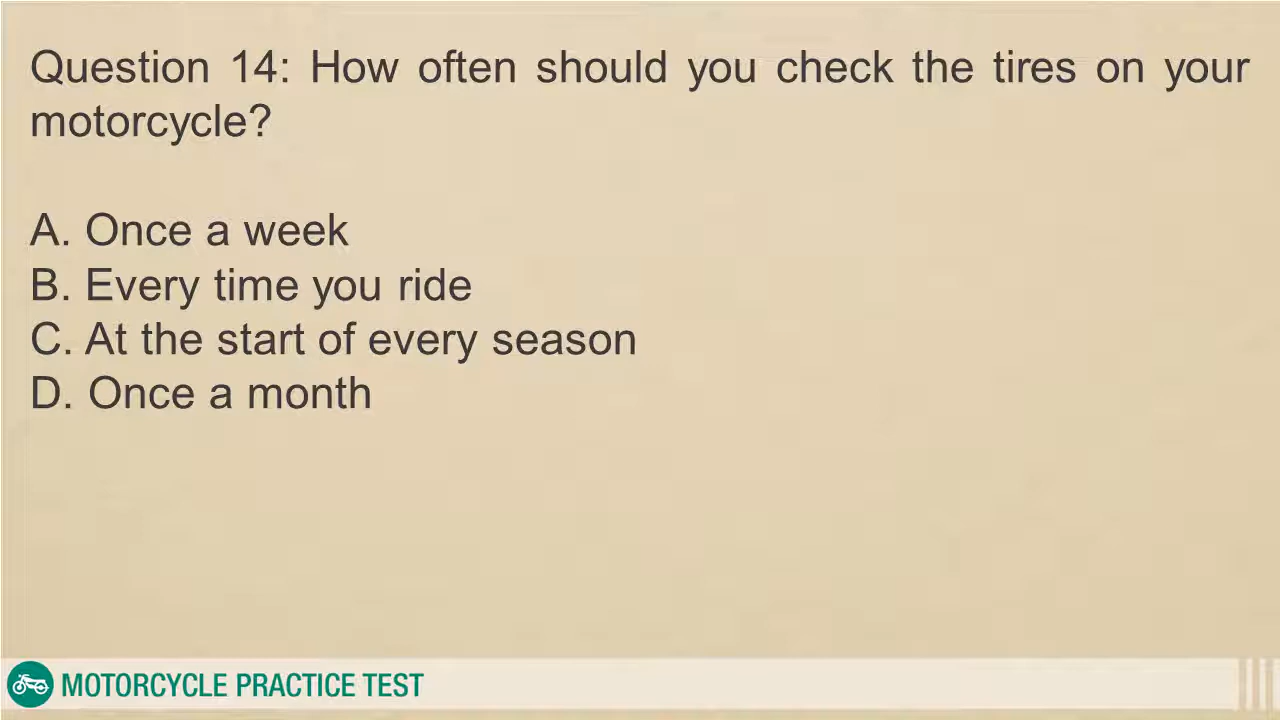 Question 14: How often should you check the tires on your
motorcycle?
A. Once a week
B. Every time you ride
C. At the start of every season
D. Once a month
MOTORCYCLE PRACTICE TEST